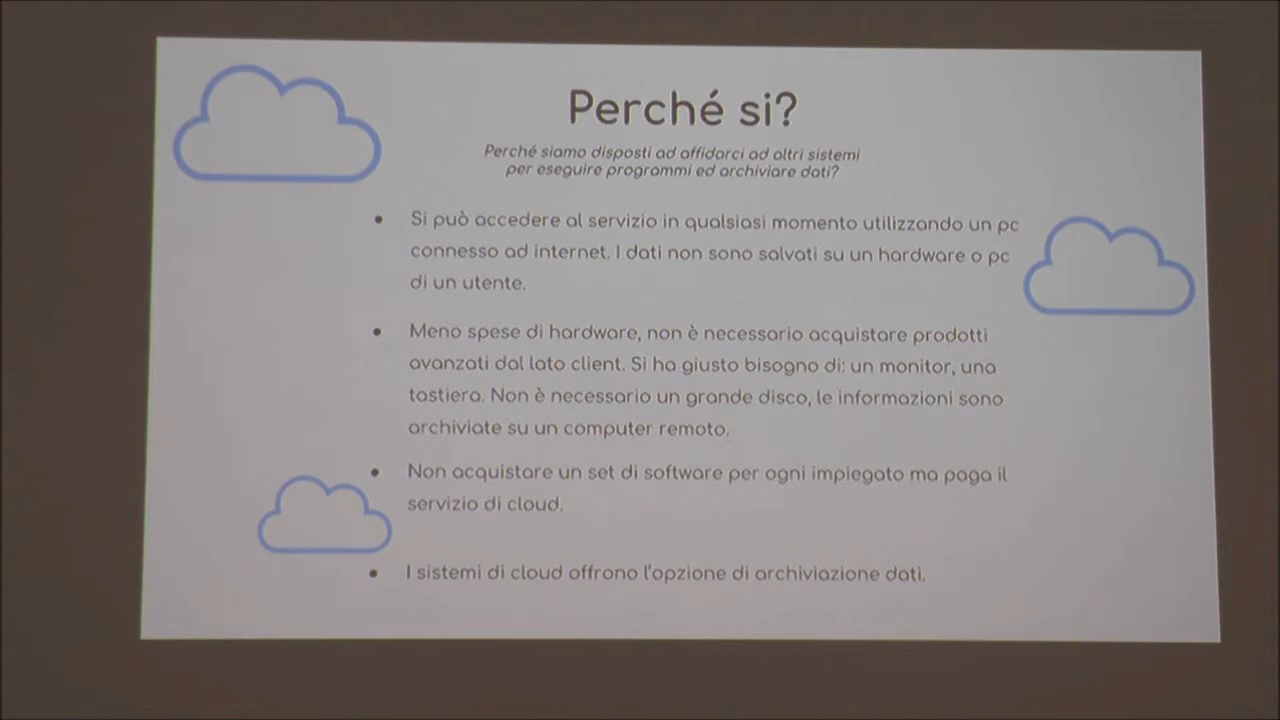 Perché si?
Perché siamo disposti ad affidarci ad altri sistemi
per eseguire programmi ed archiviare dati?
• Si può accedere al servizio in qualsiasi momento utilizzando un pc
connesso ad internet. I dati non sono salvati su un hardware o pc
di un utente.
• Meno spese di hardware, non è necessario acquistare prodotti
avanzati dal lato client. Si ha giusto bisogno di: un monitor, una
tastiera. Non è necessario un grande disco, le informazioni sono
archiviate su un computer remoto.
• Non acquistare un set di software per ogni impiegato ma paga il
servizio di cloud.
• I sistemi di cloud offrono l'opzione di archiviazione dati.